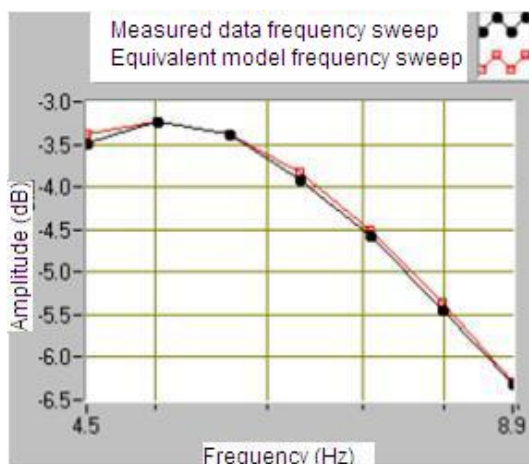 Measured data frequency sweep
Equivalent model frequency sweep
-3.0
-3.5
-4.0
-4.5
-5.0
-5.5
-6.0
-6.5
Amplitude (dB)
4.5
8.9
Frequency (Hz)